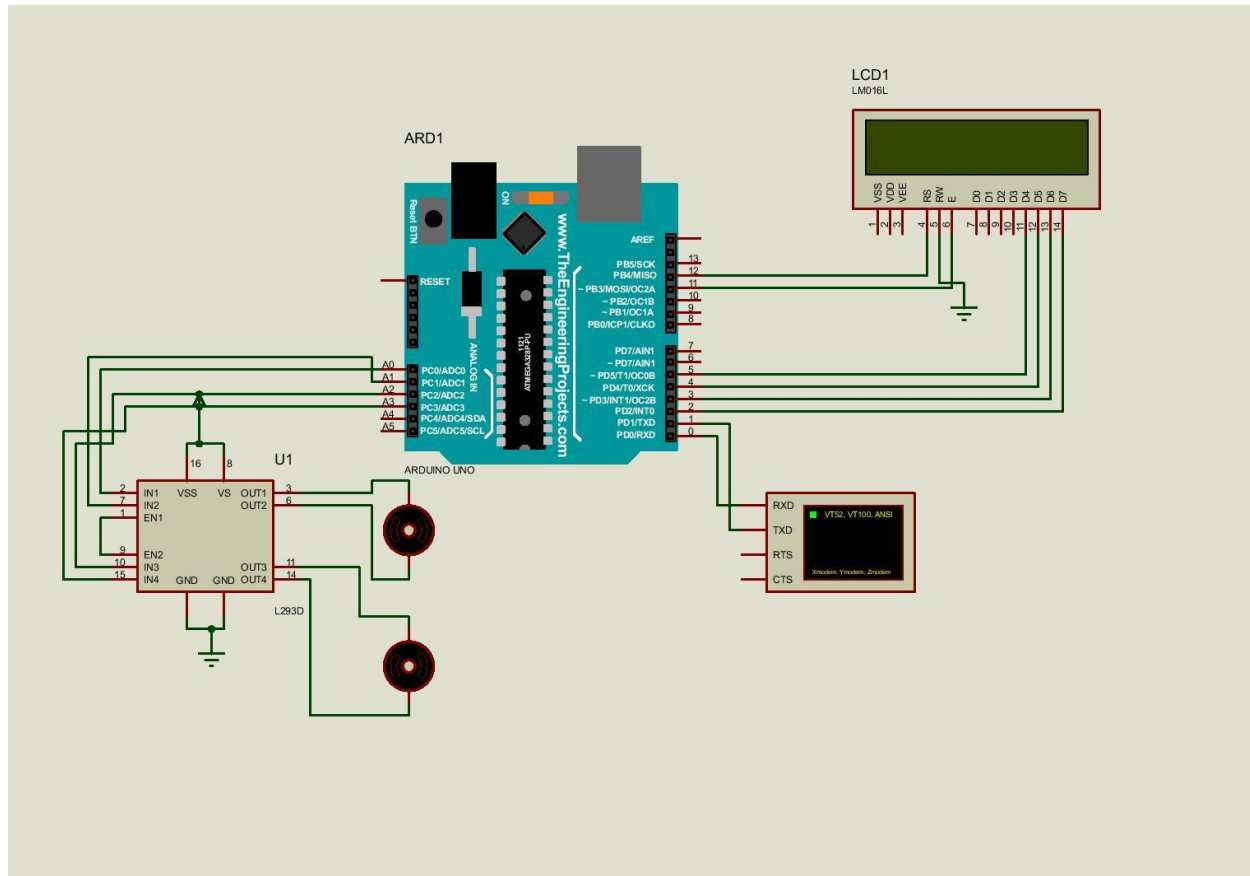 LCD1
LM016L
VSS
VDD
VEE
RS
RW
E
D0
D1
D2
D3
D4
D5
D6
D7
1
2
3
4
5
6
7
8
9
10
11
12
13
14
ARD1
Reset BTN
ON
www.TheEngineeringProjects.com
AREF
PB5/SCK 13
PB4/MISO 12
~ PB3/MOSI/OC2A 11
~ PB2/OC1B 10
~ PB1/OC1A 9
PB0/ICP1/CLKO 8
PD7/AIN1 7
~ PD7/AIN1 6
~ PD5/T1/OC0B 5
PD4/T0/XCK 4
~ PD3/INT1/OC2B 3
PD2/INT0 2
PD1/TXD 1
PD0/RXD 0
RESET
ANALOG IN
1121
ATMEGA328P-PU
A0 PC0/ADC0
A1 PC1/ADC1
A2 PC2/ADC2
A3 PC3/ADC3
A4 PC4/ADC4/SDA
A5 PC5/ADC5/SCL
ARDUINO UNO
U1
16 8
VSS VS
2 IN1 OUT1 3
7 IN2 OUT2 6
1 EN1
9 EN2
10 IN3 OUT3 11
15 IN4 OUT4 14
GND GND
L293D
RXD
TXD
RTS
CTS
VT52, VT100, ANSI
Xmodem, Ymodem, Zmodem